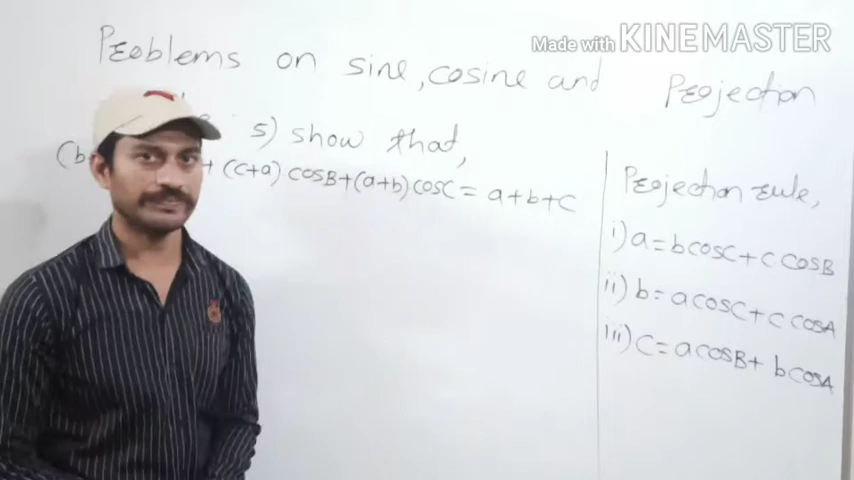 Made with KINEMASTER
Problems on sine, cosine and Projection
5) show that,
(b + (c+a) cosB+(a+b) cosC = a+b+c
Projection rule,
i) a = b cosC + c cosB
ii) b = a cosC + c cosA
iii) c = a cosB + b cosA